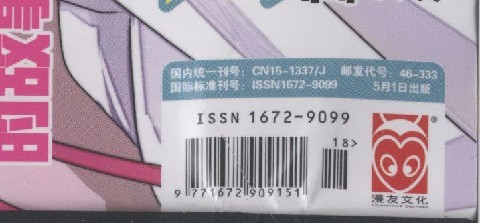 国内统一刊号：CN15-1337/J 邮发代号：46-333
国际标准刊号：ISSN1672-9099 5月1日出版
ISSN 1672-9099
18>
9 771672 909151
®
漫友文化